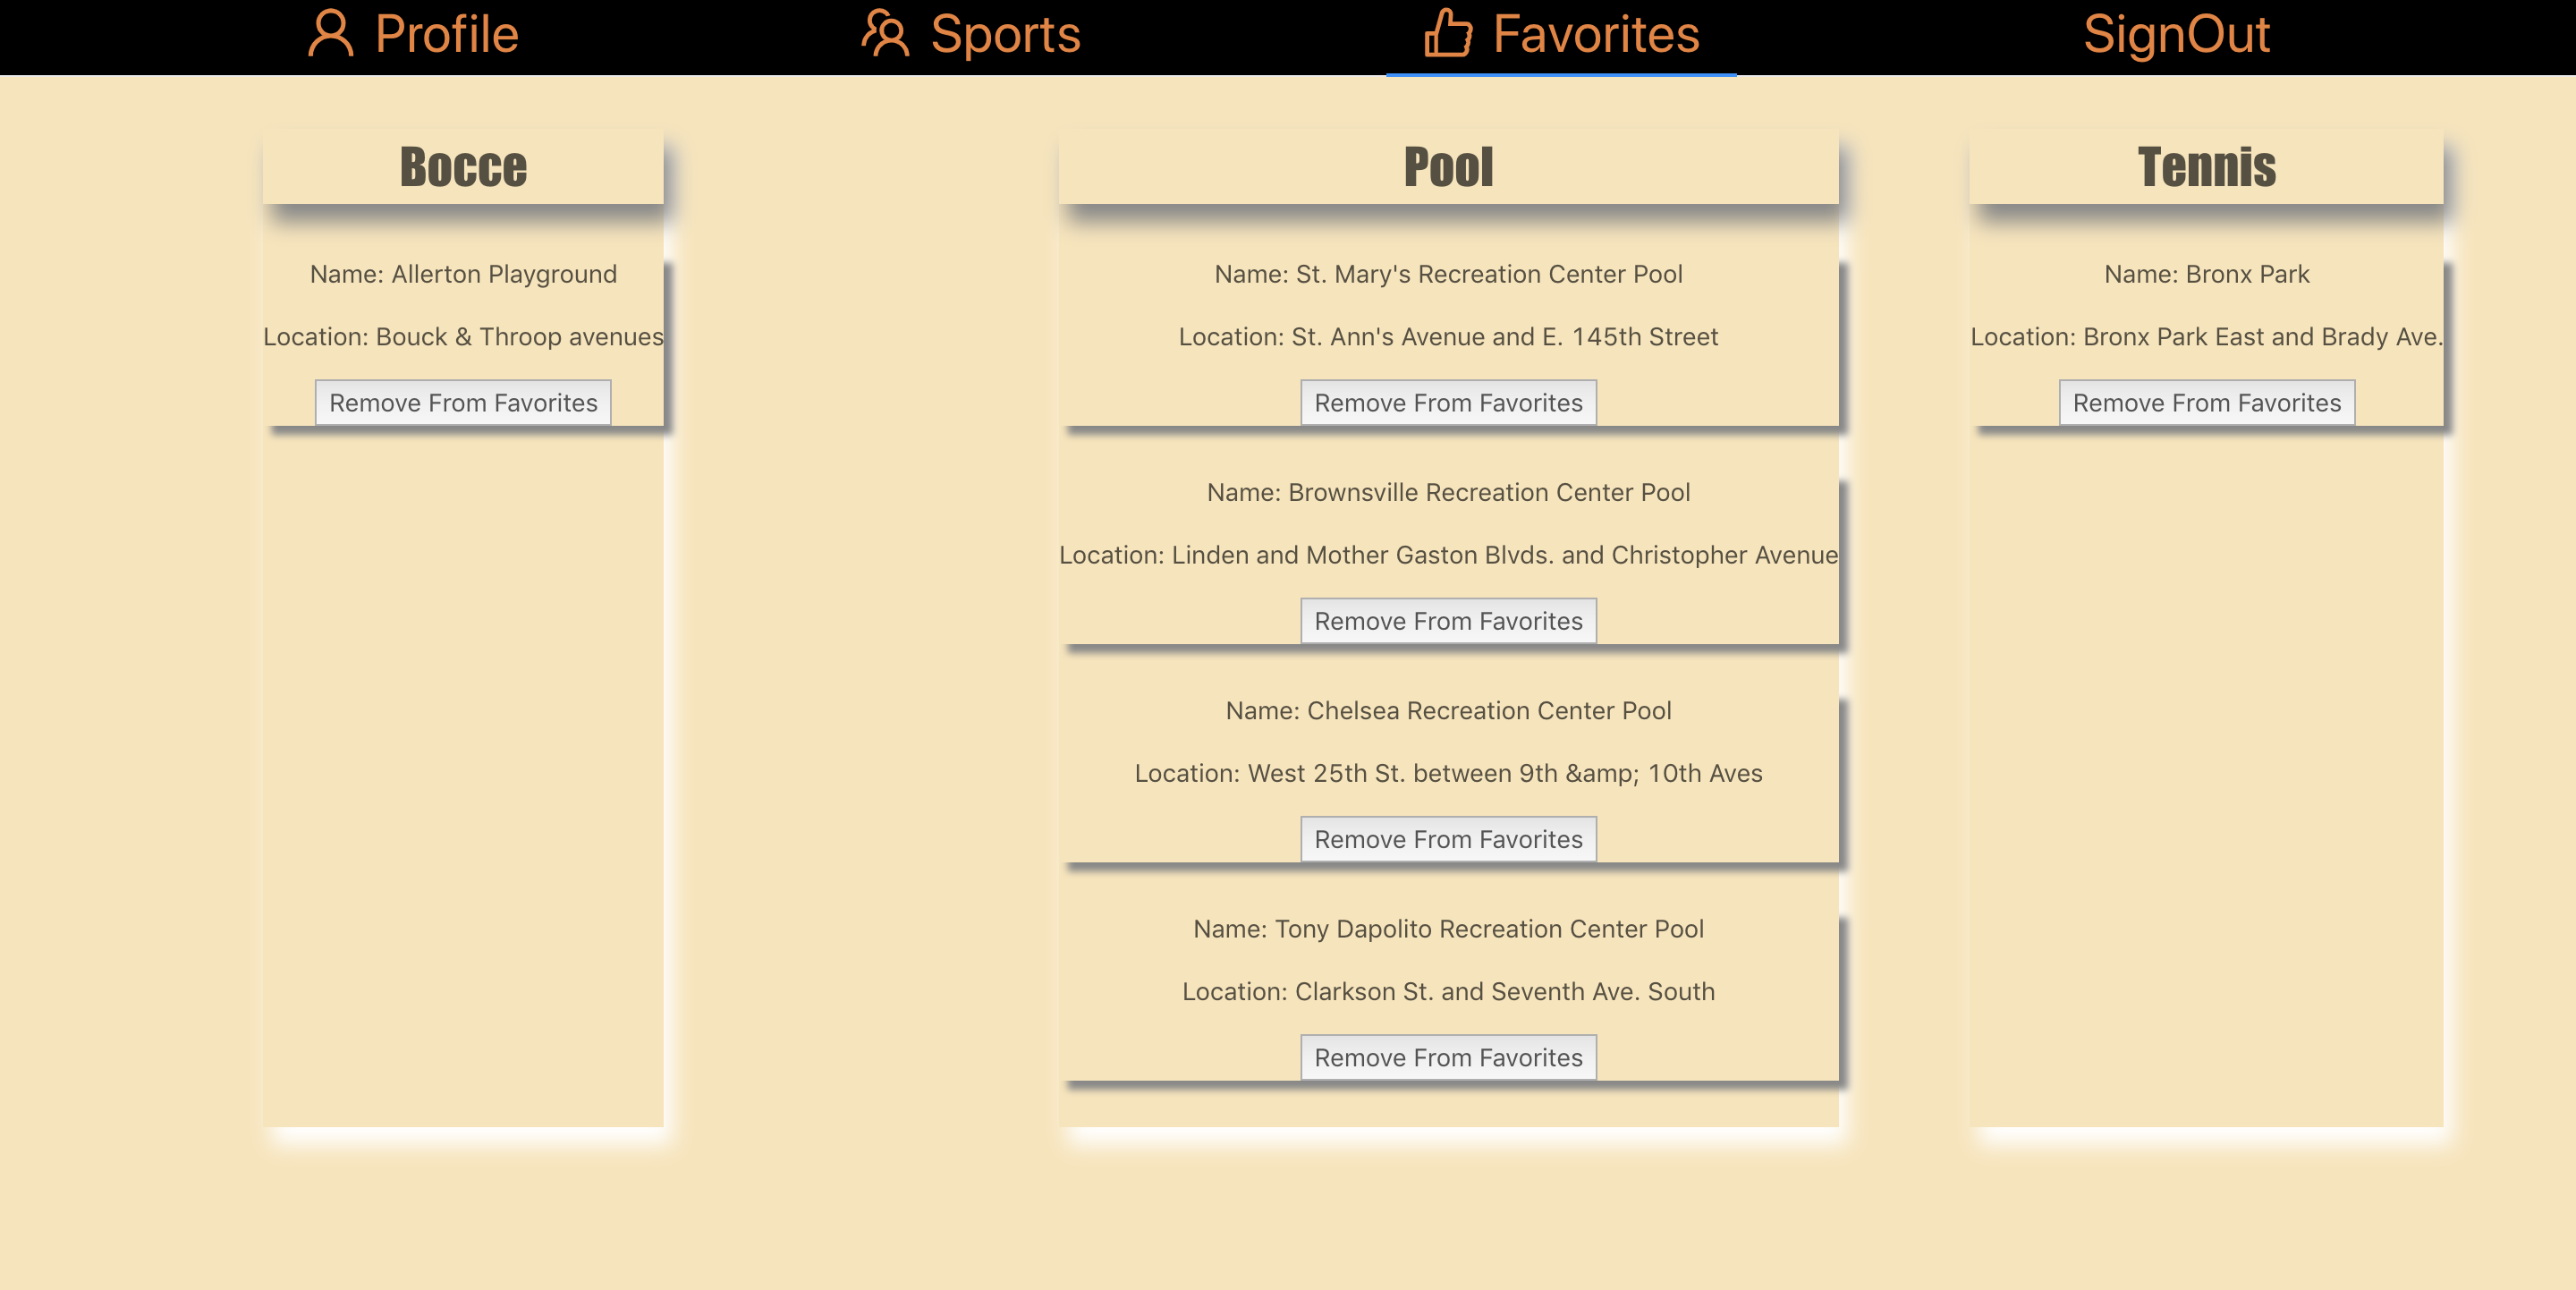 Profile
Sports
Favorites
SignOut
Bocce
Name: Allerton Playground
Location: Bouck & Throop avenues
Remove From Favorites
Pool
Name: St. Mary's Recreation Center Pool
Location: St. Ann's Avenue and E. 145th Street
Remove From Favorites
Name: Brownsville Recreation Center Pool
Location: Linden and Mother Gaston Blvds. and Christopher Avenue
Remove From Favorites
Name: Chelsea Recreation Center Pool
Location: West 25th St. between 9th &amp; 10th Aves
Remove From Favorites
Name: Tony Dapolito Recreation Center Pool
Location: Clarkson St. and Seventh Ave. South
Remove From Favorites
Tennis
Name: Bronx Park
Location: Bronx Park East and Brady Ave.
Remove From Favorites